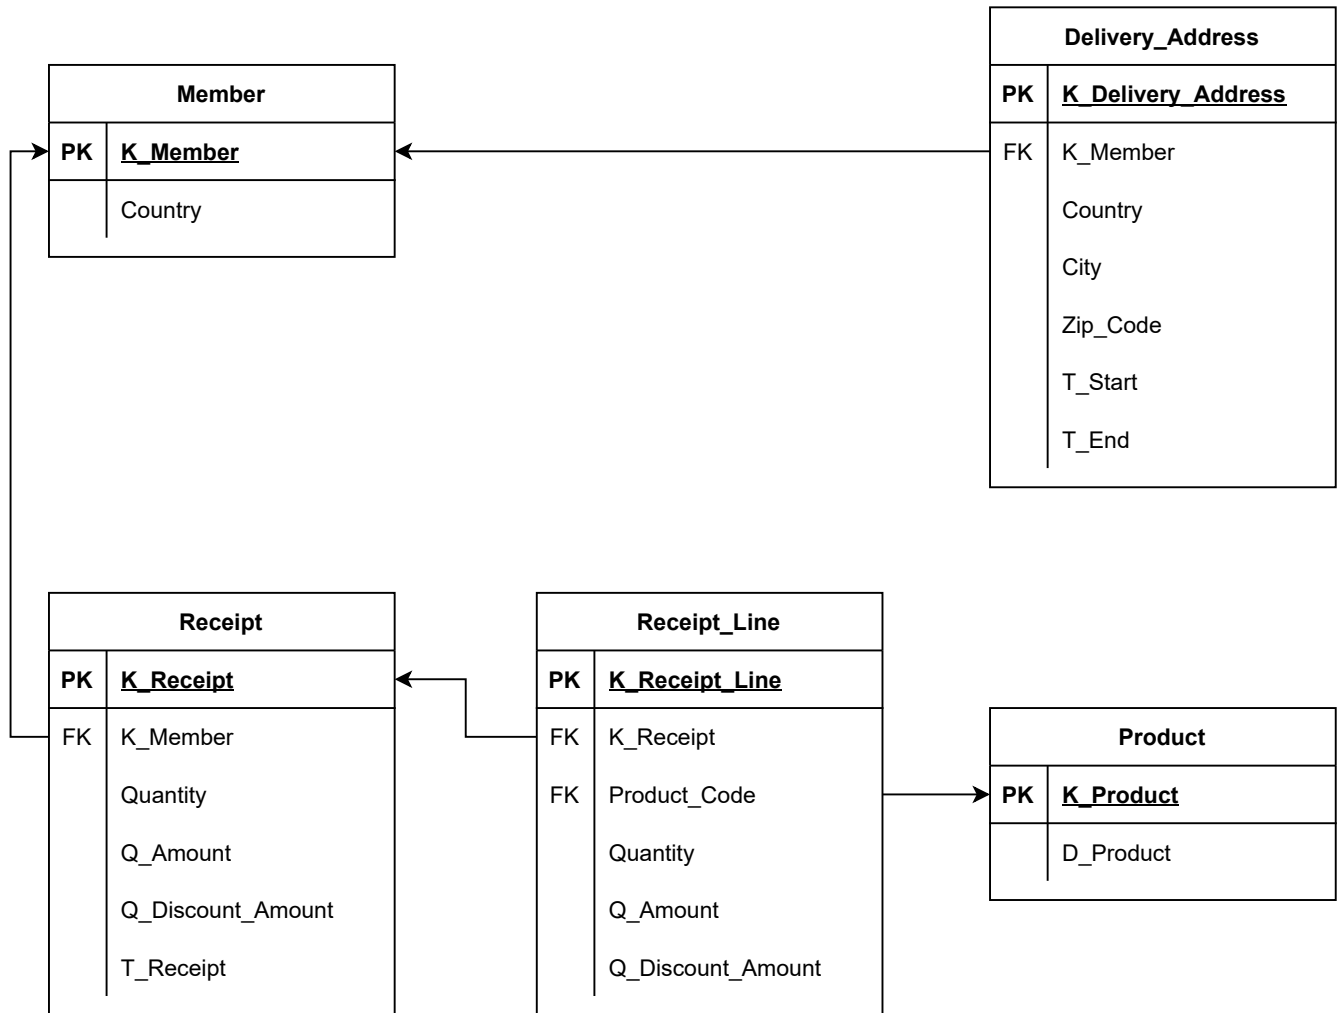 Delivery_Address
PK K_Delivery_Address
FK K_Member
Country
City
Zip_Code
T_Start
T_End
Member
PK K_Member
Country
Receipt
PK K_Receipt
FK K_Member
Quantity
Q_Amount
Q_Discount_Amount
T_Receipt
Receipt_Line
PK K_Receipt_Line
FK K_Receipt
FK Product_Code
Quantity
Q_Amount
Q_Discount_Amount
Product
PK K_Product
D_Product